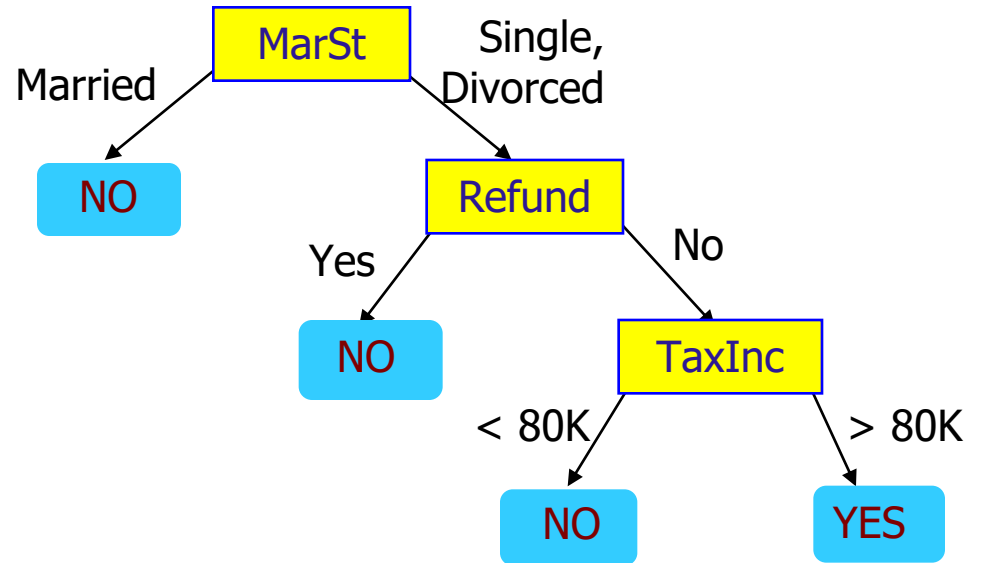 MarSt
Single,
Divorced
Married
NO
Refund
Yes
No
NO
TaxInc
< 80K
> 80K
NO
YES